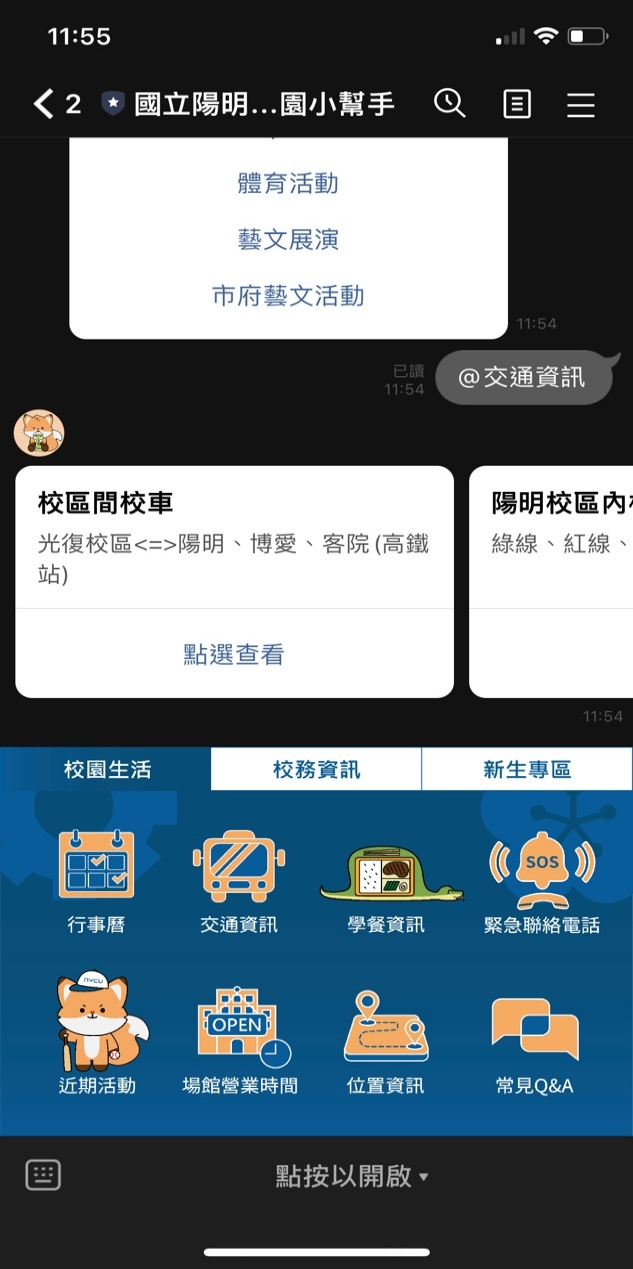 11:55
2 國立陽明...園小幫手
體育活動
藝文展演
市府藝文活動
11:54
已讀
11:54
@交通資訊
校區間校車
光復校區<=>陽明、博愛、客院(高鐵
站)
點選查看
陽明校區內
綠線、紅線、
11:54
校園生活
校務資訊
新生專區
SOS
行事曆
交通資訊
學餐資訊
緊急聯絡電話
NYCU
OPEN
近期活動
場館營業時間
位置資訊
常見Q&A
點按以開啟